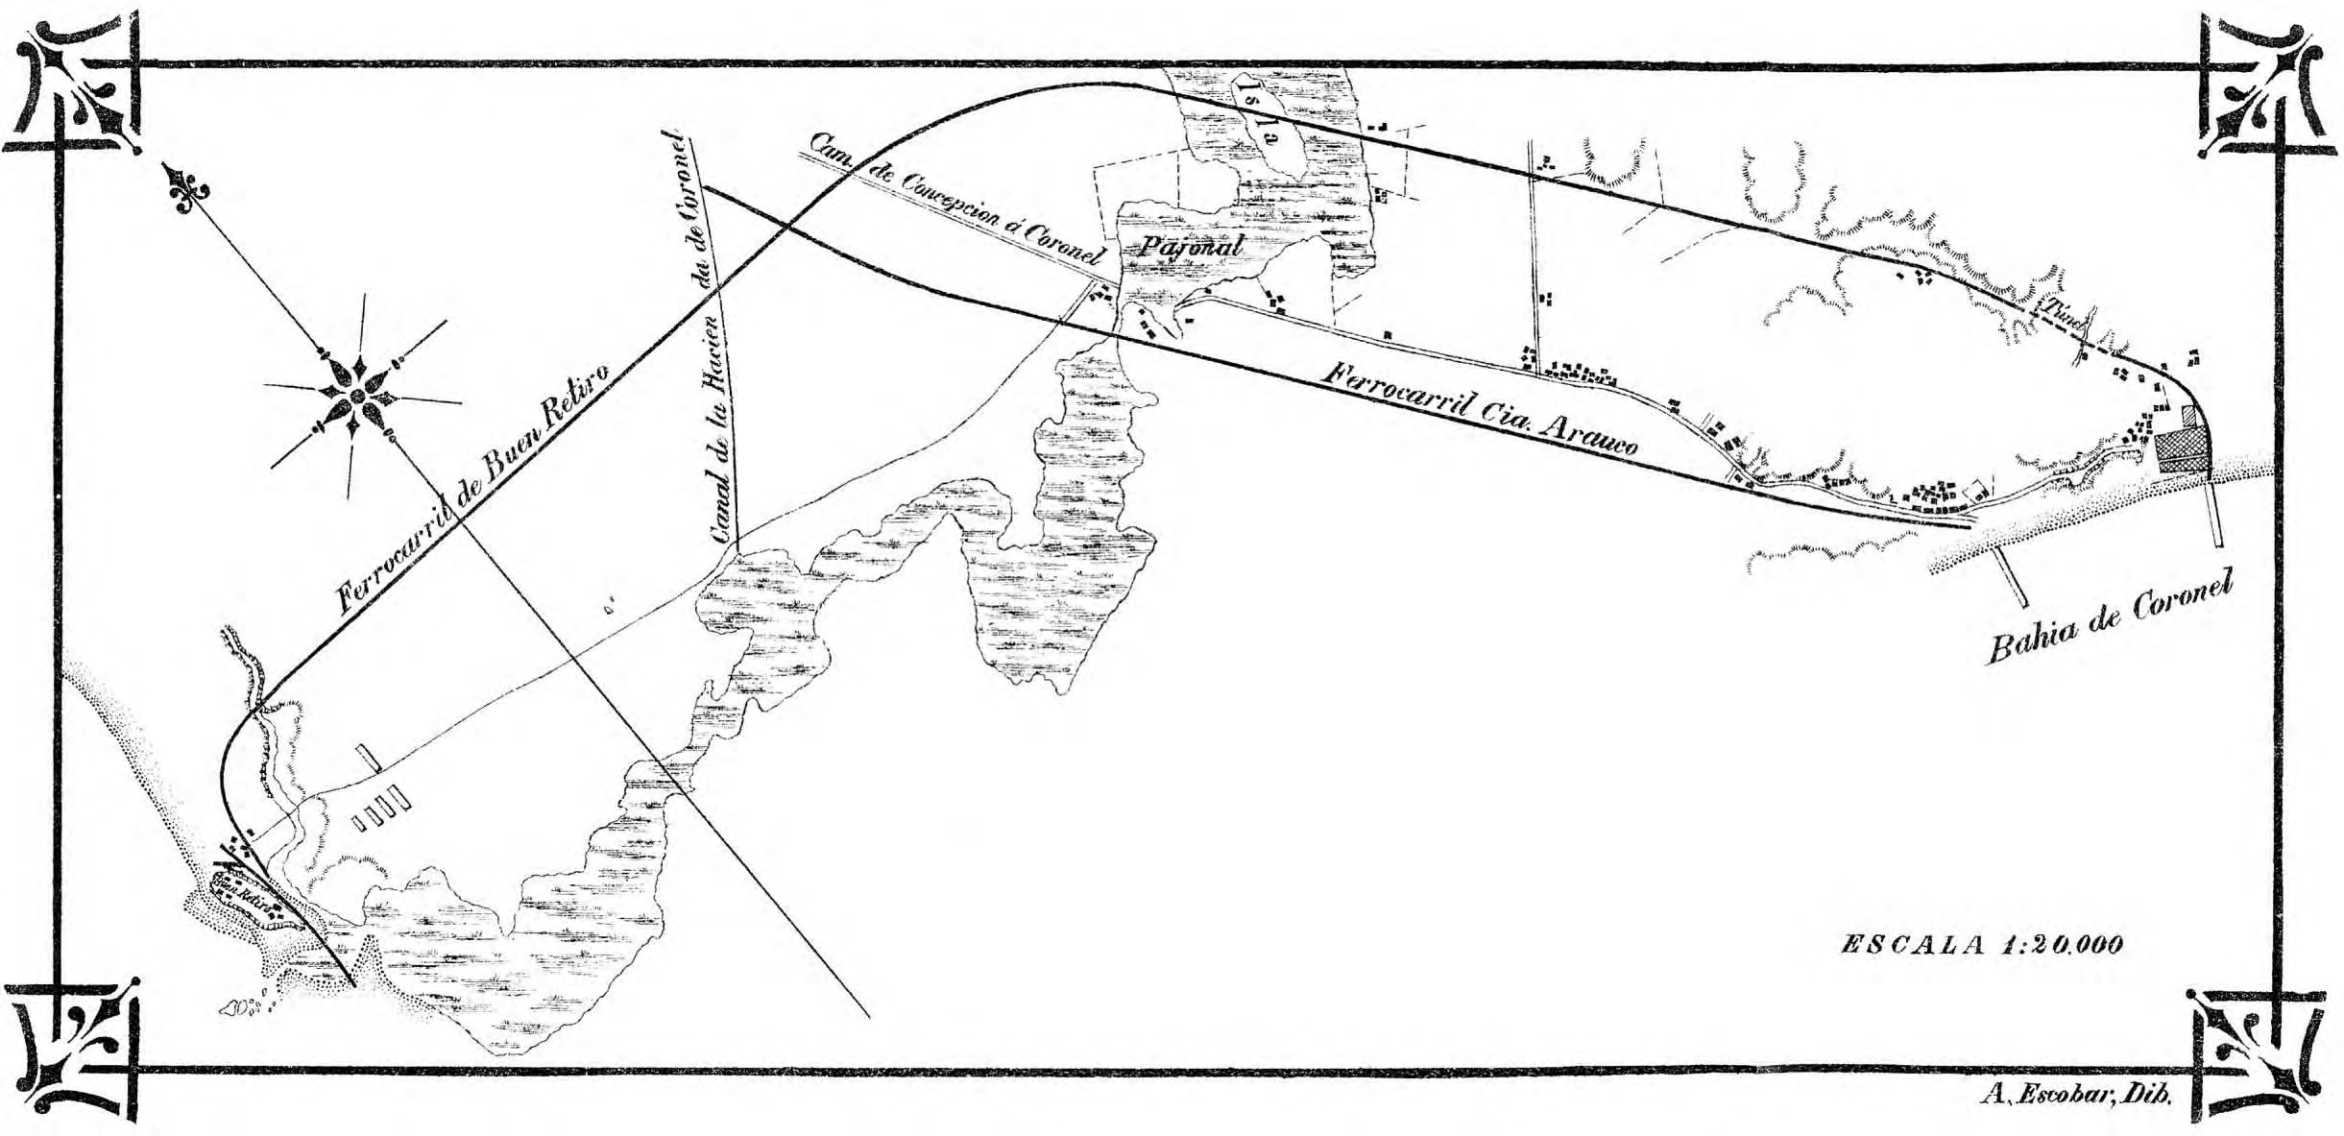 Isla
Cam. de Concepcion á Coronel
Canal de la Hacienda de Coronel
Pajonal
Túnel
Ferrocarril de Buen Retiro
Ferrocarril Cia. Arauco
Bahia de Coronel
Buen Retiro
ESCALA 1:20.000
A. Escobar, Dib.